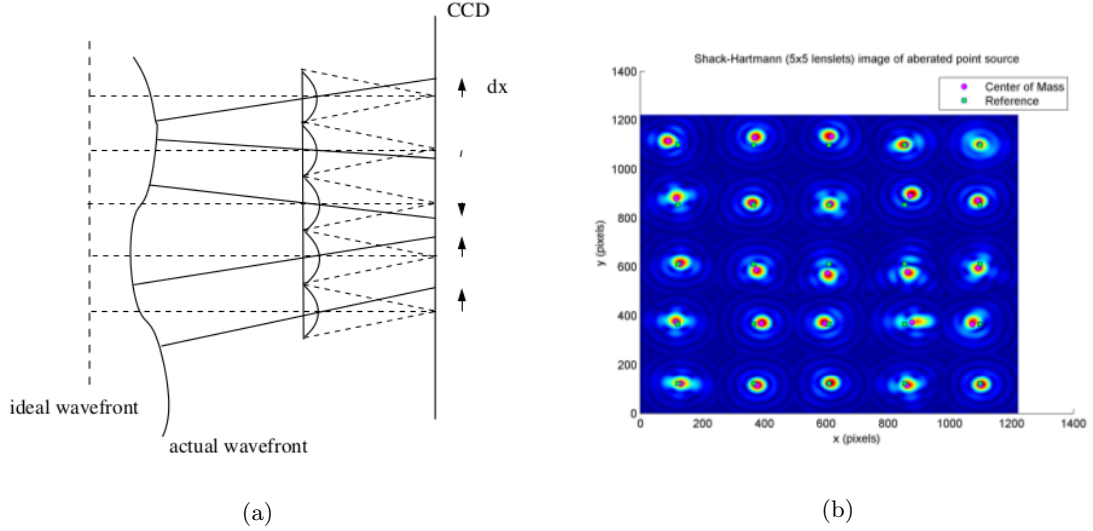 CCD
dx
ideal wavefront
actual wavefront
(a)
Shack-Hartmann (5x5 lenslets) image of aberated point source
1400
1200
1000
800
600
400
200
0
0 200 400 600 800 1000 1200 1400
y (pixels)
x (pixels)
Center of Mass
Reference
(b)